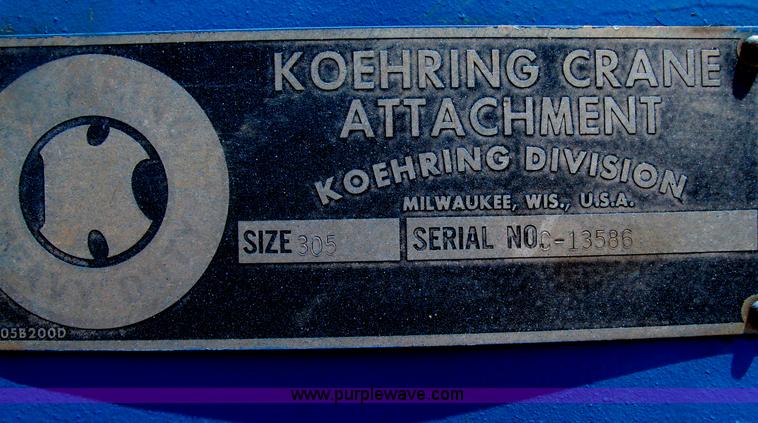 KOEHRING CRANE
ATTACHMENT
KOEHRING DIVISION
MILWAUKEE, WIS., U.S.A.
SIZE 305 SERIAL NO. C-13586
05B200D
www.purplewave.com